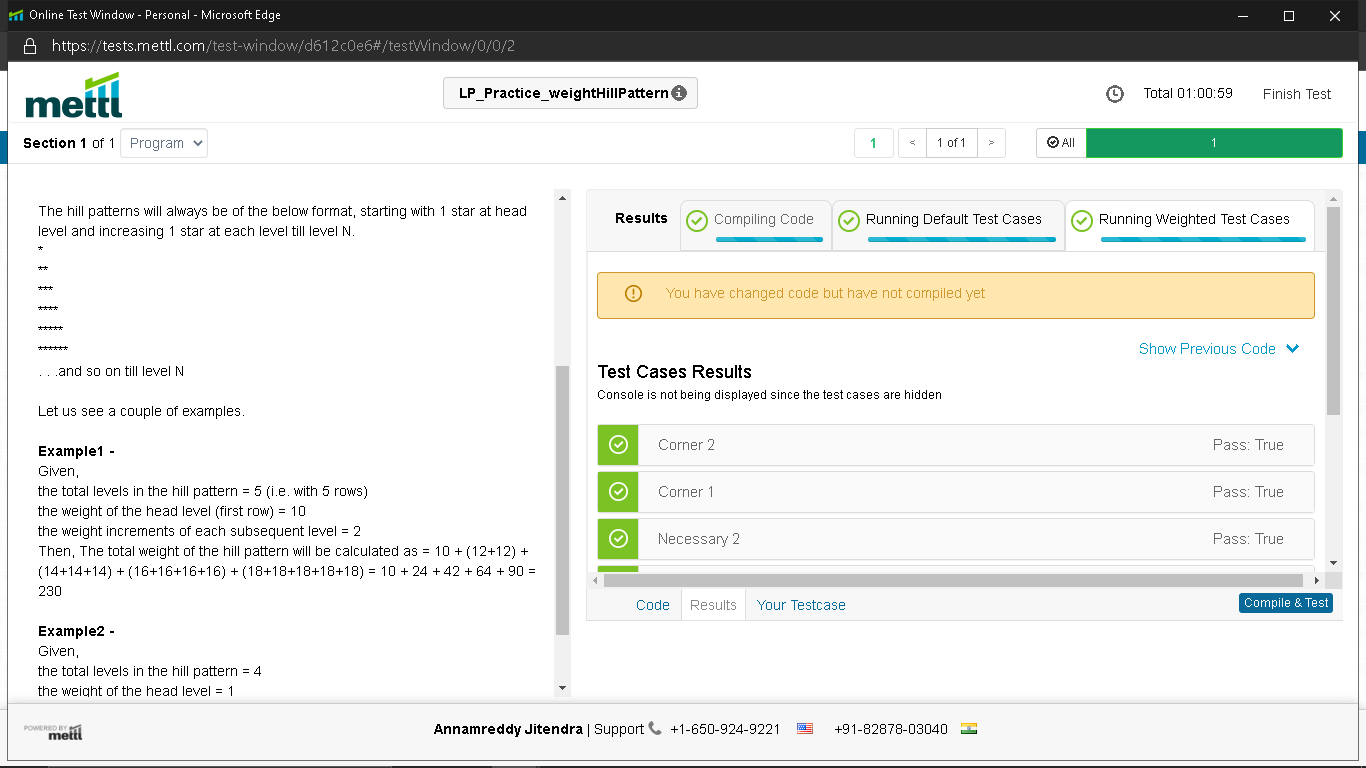 Online Test Window - Personal - Microsoft Edge
https://tests.mettl.com/test-window/d612c0e6#/testWindow/0/0/2
mettl
LP_Practice_weightHillPattern
Total 01:00:59
Finish Test
Section 1 of 1
Program
1
<
1 of 1
>
All
1
The hill patterns will always be of the below format, starting with 1 star at head
level and increasing 1 star at each level till level N.
*
**
***
****
*****
******
. . .and so on till level N
Let us see a couple of examples.
Example1 -
Given,
the total levels in the hill pattern = 5 (i.e. with 5 rows)
the weight of the head level (first row) = 10
the weight increments of each subsequent level = 2
Then, The total weight of the hill pattern will be calculated as = 10 + (12+12) +
(14+14+14) + (16+16+16+16) + (18+18+18+18+18) = 10 + 24 + 42 + 64 + 90 =
230
Example2 -
Given,
the total levels in the hill pattern = 4
the weight of the head level = 1
Results
Compiling Code
Running Default Test Cases
Running Weighted Test Cases
You have changed code but have not compiled yet
Show Previous Code
Test Cases Results
Console is not being displayed since the test cases are hidden
Corner 2
Pass: True
Corner 1
Pass: True
Necessary 2
Pass: True
Code
Results
Your Testcase
Compile & Test
POWERED BY
mettl
Annamreddy Jitendra | Support +1-650-924-9221 +91-82878-03040